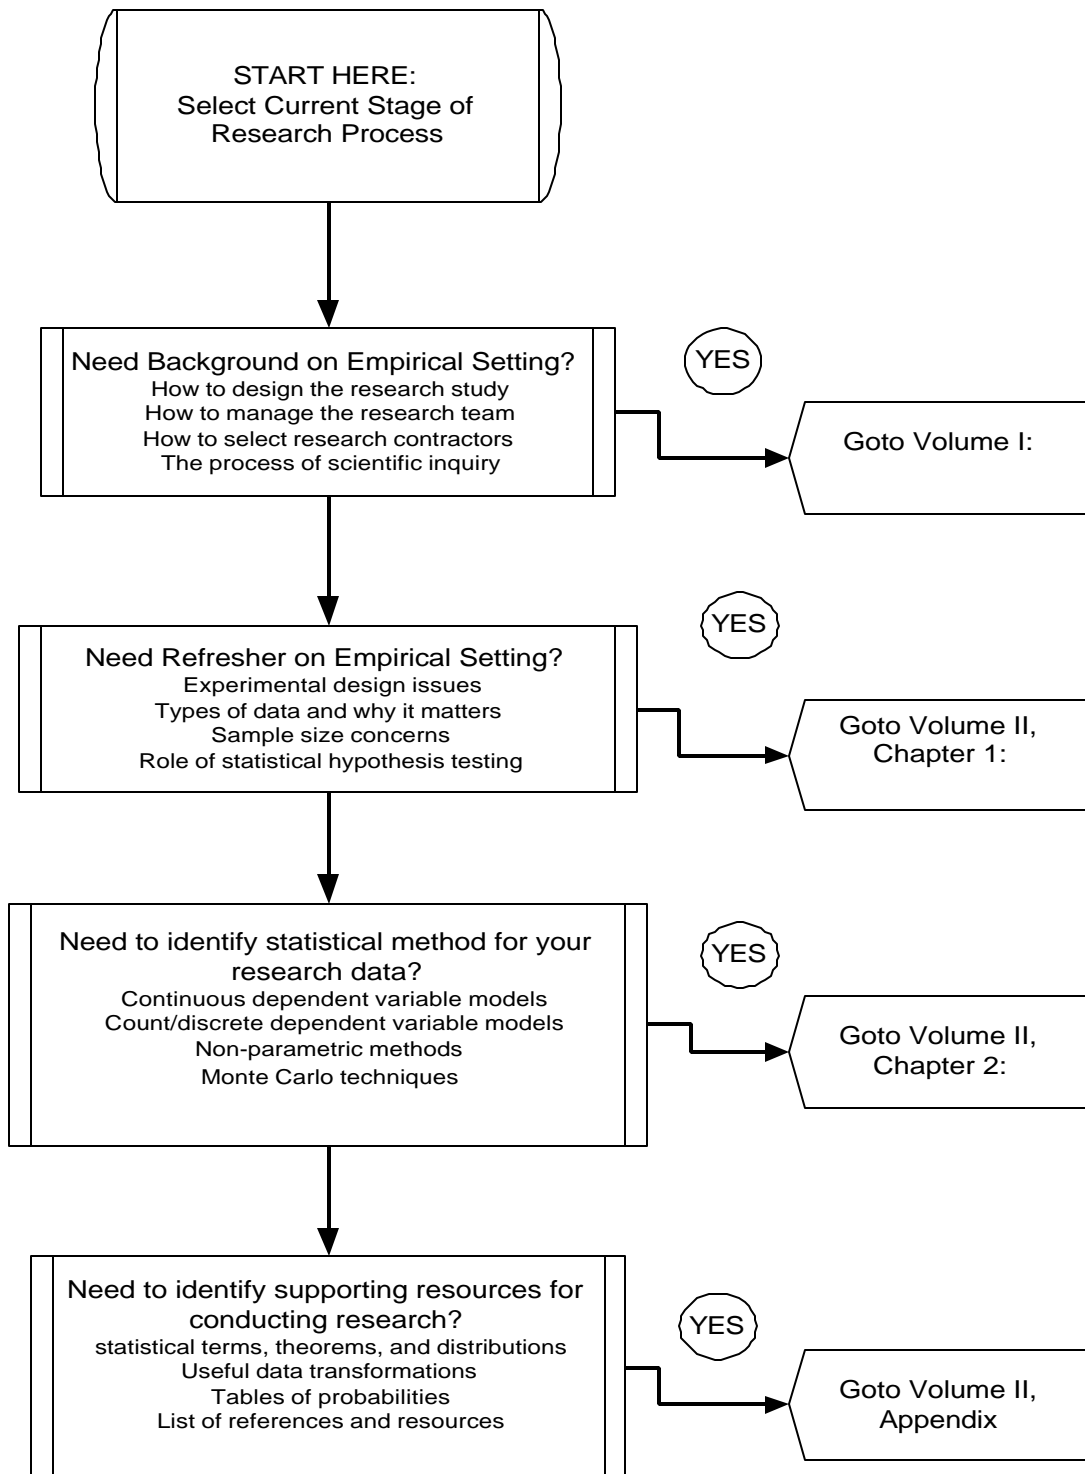 START HERE:
Select Current Stage of
Research Process
Need Background on Empirical Setting?
How to design the research study
How to manage the research team
How to select research contractors
The process of scientific inquiry
YES
Goto Volume I:
Need Refresher on Empirical Setting?
Experimental design issues
Types of data and why it matters
Sample size concerns
Role of statistical hypothesis testing
YES
Goto Volume II,
Chapter 1:
Need to identify statistical method for your
research data?
Continuous dependent variable models
Count/discrete dependent variable models
Non-parametric methods
Monte Carlo techniques
YES
Goto Volume II,
Chapter 2:
Need to identify supporting resources for
conducting research?
statistical terms, theorems, and distributions
Useful data transformations
Tables of probabilities
List of references and resources
YES
Goto Volume II,
Appendix